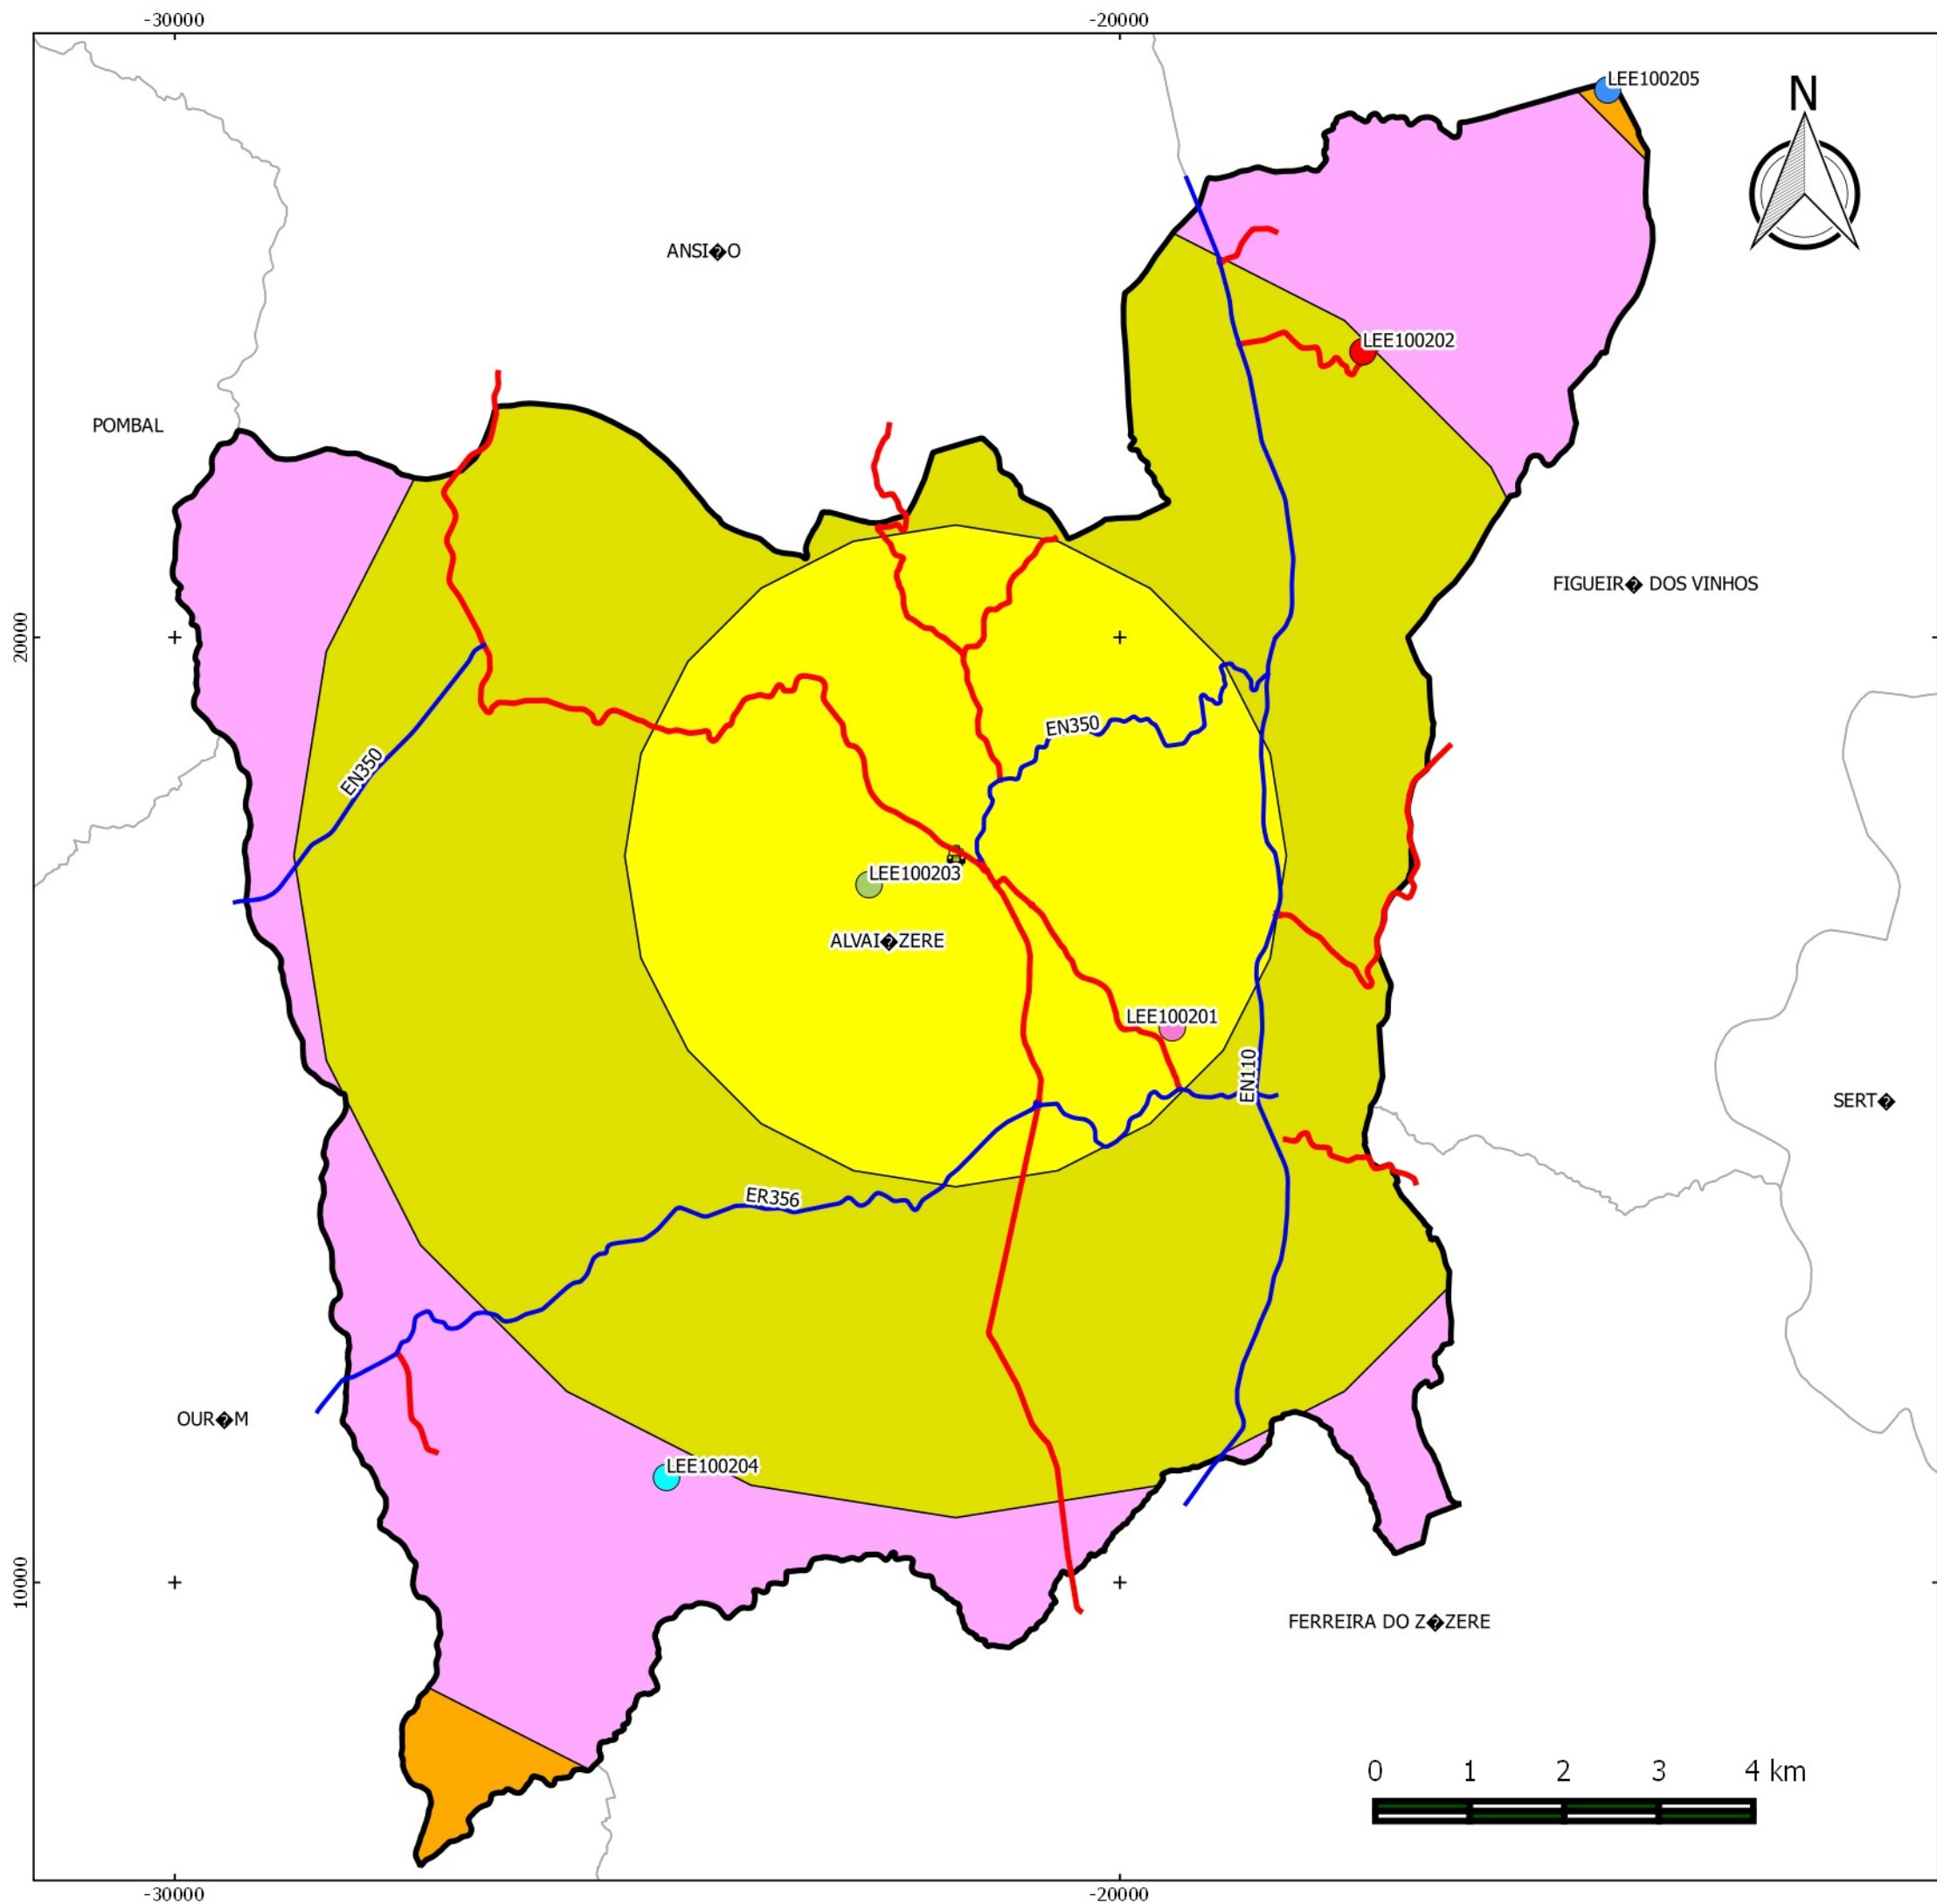 -30000
-20000
LEE100205
N
ANSI�O
LEE100202
POMBAL
FIGUEIR� DOS VINHOS
20000
EN350
EN350
LEE100203
ALVAI�ZERE
LEE100201
EN110
SERT�
ER356
OUR�M
LEE100204
10000
FERREIRA DO Z�ZERE
0 1 2 3 4 km
-30000
-20000